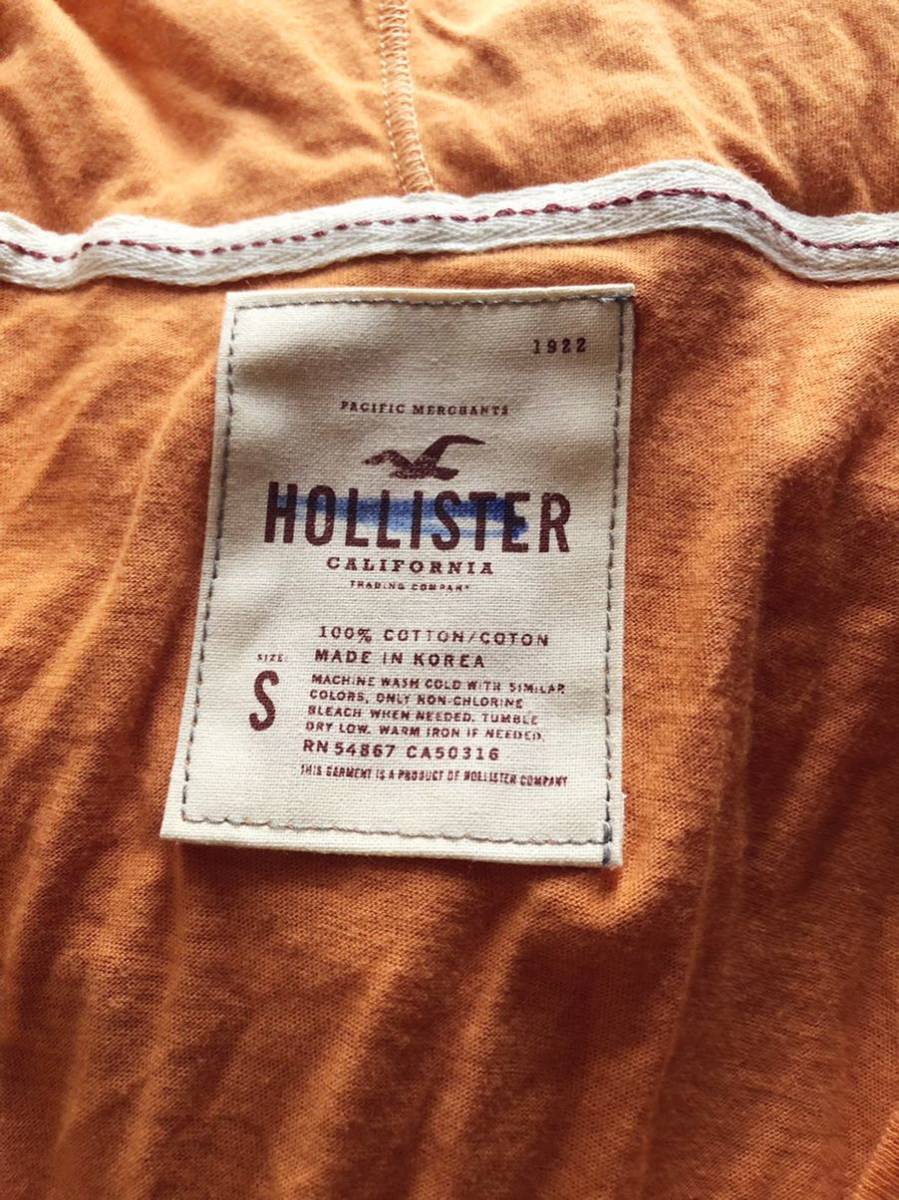 1922
PACIFIC MERCHANTS
HOLLISTER
CALIFORNIA
TRADING COMPANY
100% COTTON/COTON
MADE IN KOREA
SIZE:
S
MACHINE WASH COLD WITH SIMILAR
COLORS, ONLY NON-CHLORINE
BLEACH WHEN NEEDED. TUMBLE
DRY LOW. WARM IRON IF NEEDED.
RN 54867 CA50316
THIS GARMENT IS A PRODUCT OF HOLLISTER COMPANY